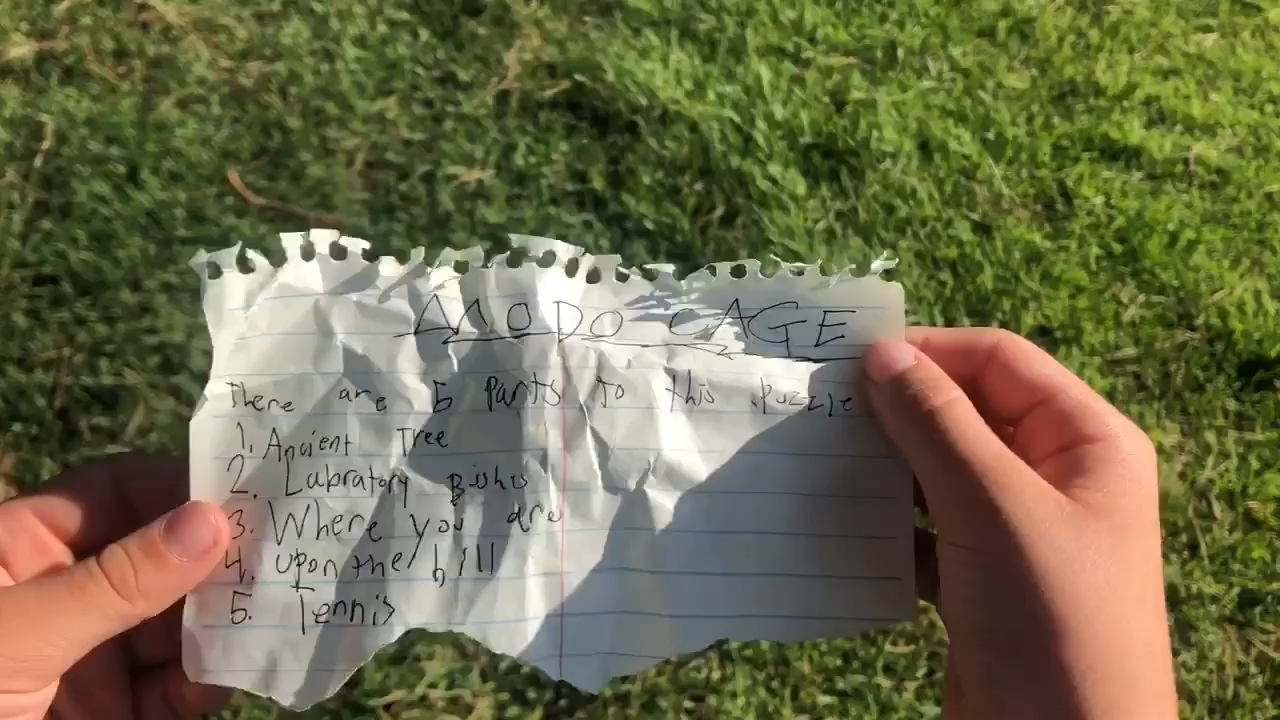 MODO CAGE
There are 5 parts to this puzzle
1. Ancient Tree
2. Labratory Bishis
3. Where you are
4. upon the hill
5. Tennis